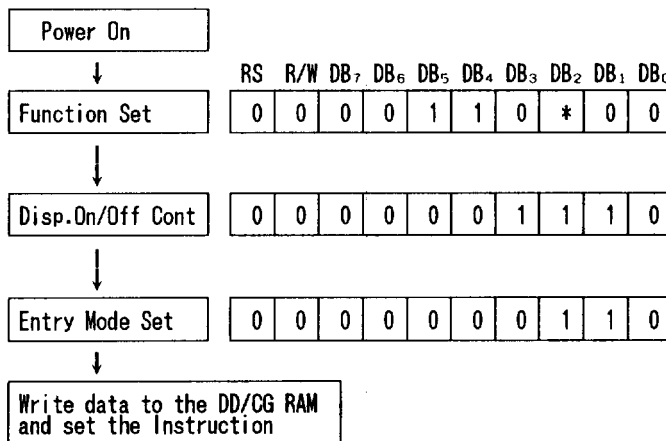 Power On
RS R/W DB₇ DB₆ DB₅ DB₄ DB₃ DB₂ DB₁ DB₀
Function Set 0 0 0 0 1 1 0 * 0 0
Disp.On/Off Cont 0 0 0 0 0 0 1 1 1 0
Entry Mode Set 0 0 0 0 0 0 0 1 1 0
Write data to the DD/CG RAM
and set the Instruction